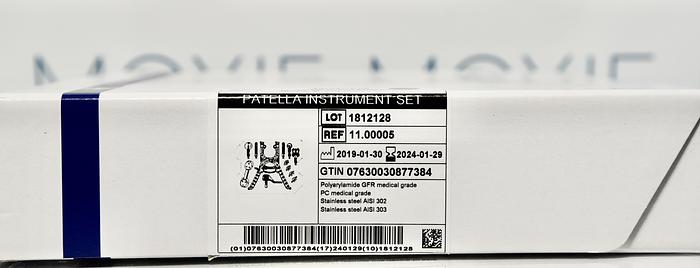 MOVIE MOVIE
PATELLA INSTRUMENT SET
LOT 1812128
REF 11.00005
2019-01-30 2024-01-29
GTIN 07630030877384
Polyarylamide GFR medical grade
PC medical grade
Stainless steel AISI 302
Stainless steel AISI 303
(01)07630030877384(17)240129(10)1812128